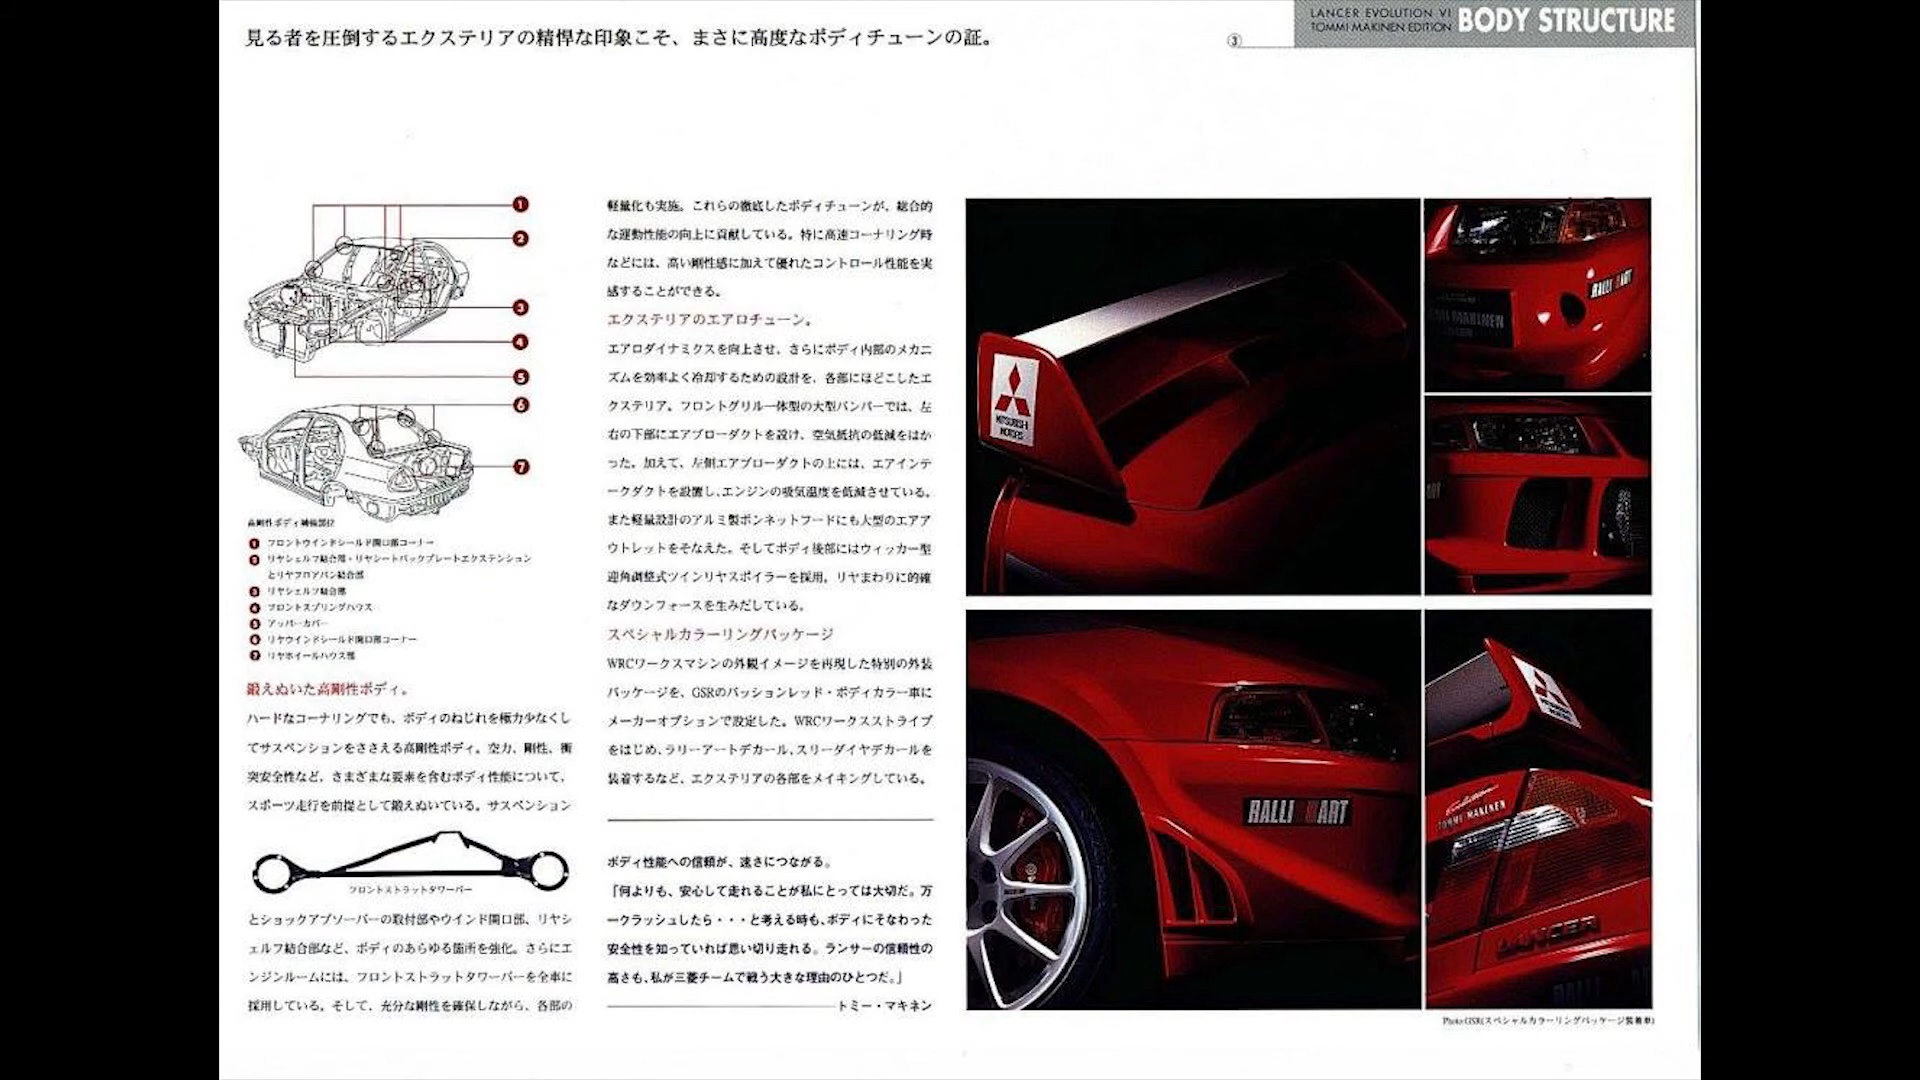 見る者を圧倒するエクステリアの精悍な印象こそ、まさに高度なボディチューンの証。
3
LANCER EVOLUTION VI
TOMMI MAKINEN EDITION
BODY STRUCTURE
1
2
3
4
5
6
7
高剛性ボディ補強部位
1 フロントウインドシールド開口部コーナー
2 リヤシェルフ結合部・リヤシートバックプレートエクステンション
とリヤフロアパン結合部
3 リヤシェルフ結合部
4 フロントスプリングハウス
5 アッパーカバー
6 リヤウインドシールド開口部コーナー
7 リヤホイールハウス部
鍛えぬいた高剛性ボディ。
ハードなコーナリングでも、ボディのねじれを極力少なくし
てサスペンションをささえる高剛性ボディ。空力、剛性、衝
突安全性など、さまざまな要素を含むボディ性能について、
スポーツ走行を前提として鍛えぬいている。サスペンション
フロントストラットタワーバー
とショックアブソーバーの取付部やウインド開口部、リヤシ
ェルフ結合部など、ボディのあらゆる箇所を強化。さらにエ
ンジンルームには、フロントストラットタワーバーを全車に
採用している。そして、充分な剛性を確保しながら、各部の
軽量化も実施。これらの徹底したボディチューンが、総合的
な運動性能の向上に貢献している。特に高速コーナリング時
などには、高い剛性感に加えて優れたコントロール性能を実
感することができる。
エクステリアのエアロチューン。
エアロダイナミクスを向上させ、さらにボディ内部のメカニ
ズムを効率よく冷却するための設計を、各部にほどこしたエ
クステリア。フロントグリル一体型の大型バンパーでは、左
右の下部にエアブローダクトを設け、空気抵抗の低減をはか
った。加えて、左側エアブローダクトの上には、エアインテ
ークダクトを設置し、エンジンの吸気温度を低減させている。
また軽量設計のアルミ製ボンネットフードにも大型のエアア
ウトレットをそなえた。そしてボディ後部にはウィッカー型
迎角調整式ツインリヤスポイラーを採用。リヤまわりに的確
なダウンフォースを生みだしている。
スペシャルカラーリングパッケージ
WRCワークスマシンの外観イメージを再現した特別の外装
パッケージを、GSRのパッションレッド・ボディカラー車に
メーカーオプションで設定した。WRCワークスストライプ
をはじめ、ラリーアートデカール、スリーダイヤデカールを
装着するなど、エクステリアの各部をメイキングしている。
ボディ性能への信頼が、速さにつながる。
「何よりも、安心して走れることが私にとっては大切だ。万
一クラッシュしたら・・・と考える時も、ボディにそなわった
安全性を知っていれば思い切り走れる。ランサーの信頼性の
高さも、私が三菱チームで戦う大きな理由のひとつだ。」
トミー・マキネン
MITSUBISHI
MOTORS
RALLI ART
MAKINEN
ART
RALLI ART
MITSUBISHI
MOTORS
Evolution
TOMMI MAKINEN
LANCER
Photo:GSR(スペシャルカラーリングパッケージ装着車)